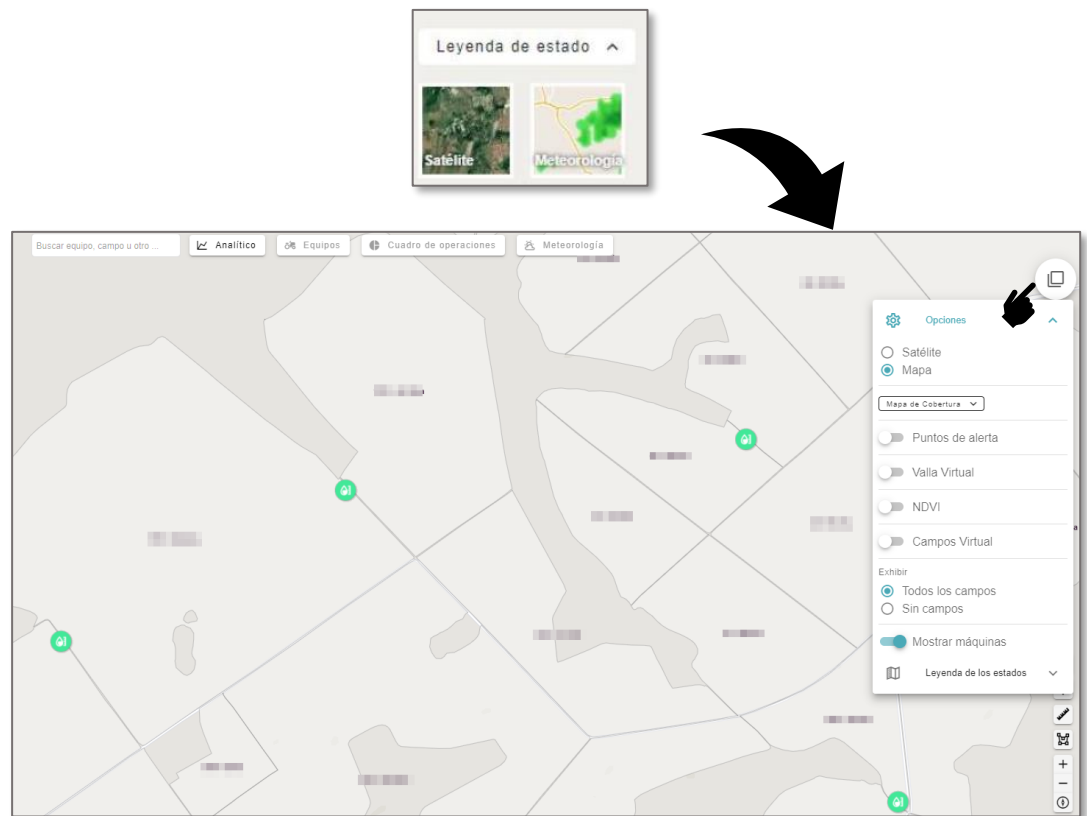 Leyenda de estado
Satélite
Meteorología
Buscar equipo, campo u otro ...
Analítico
Equipos
Cuadro de operaciones
Meteorología
Opciones
Satélite
Mapa
Mapa de Cobertura
Puntos de alerta
Valla Virtual
NDVI
a
Campos Virtual
Exhibir
Todos los campos
Sin campos
Mostrar máquinas
Leyenda de los estados